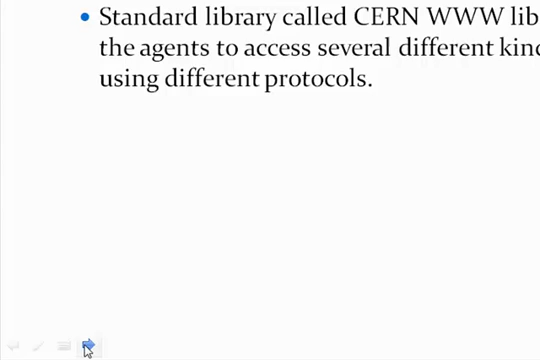 Standard library called CERN WWW lib
the agents to access several different kin
using different protocols.